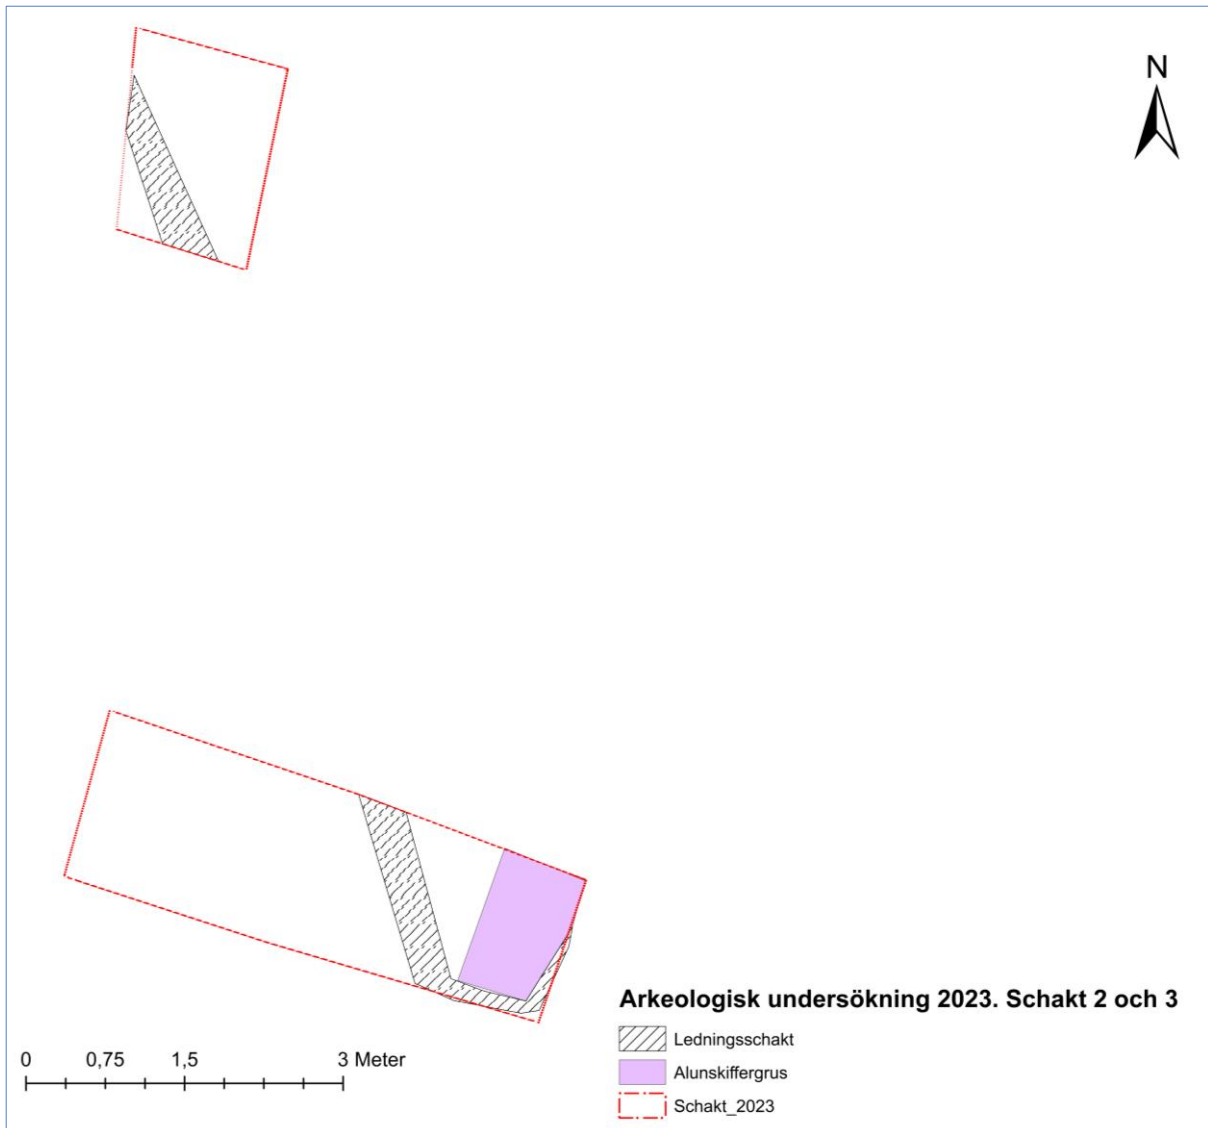 N
Arkeologisk undersökning 2023. Schakt 2 och 3
Ledningsschakt
Alunskiffergrus
Schakt_2023
0 0,75 1,5 3 Meter